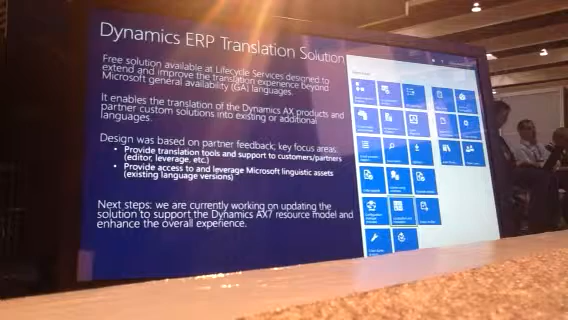 Dynamics ERP Translation Solution
Free solution available at Lifecycle Services designed to
extend and improve the translation experience beyond
Microsoft general availability (GA) languages.
It enables the translation of the Dynamics AX products and
partner custom solutions into existing or additional
languages.
Design was based on partner feedback; key focus areas:
• Provide translation tools and support to customers/partners
(editor, leverage, etc.)
• Provide access to and leverage Microsoft linguistic assets
(existing language versions)
Next steps: we are currently working on updating the
solution to support the Dynamics AX7 resource model and
enhance the overall experience.